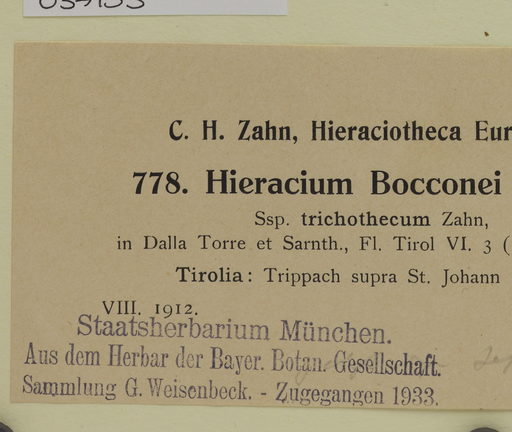 C. H. Zahn, Hieraciotheca Eur
778. Hieracium Bocconei
Ssp. trichothecum Zahn,
in Dalla Torre et Sarnth., Fl. Tirol VI. 3 (
Tirolia: Trippach supra St. Johann
VIII. 1912.
Staatsherbarium München.
Aus dem Herbar der Bayer. Botan. Gesellschaft.
Sammlung G. Weisenbeck. - Zugegangen 1933.